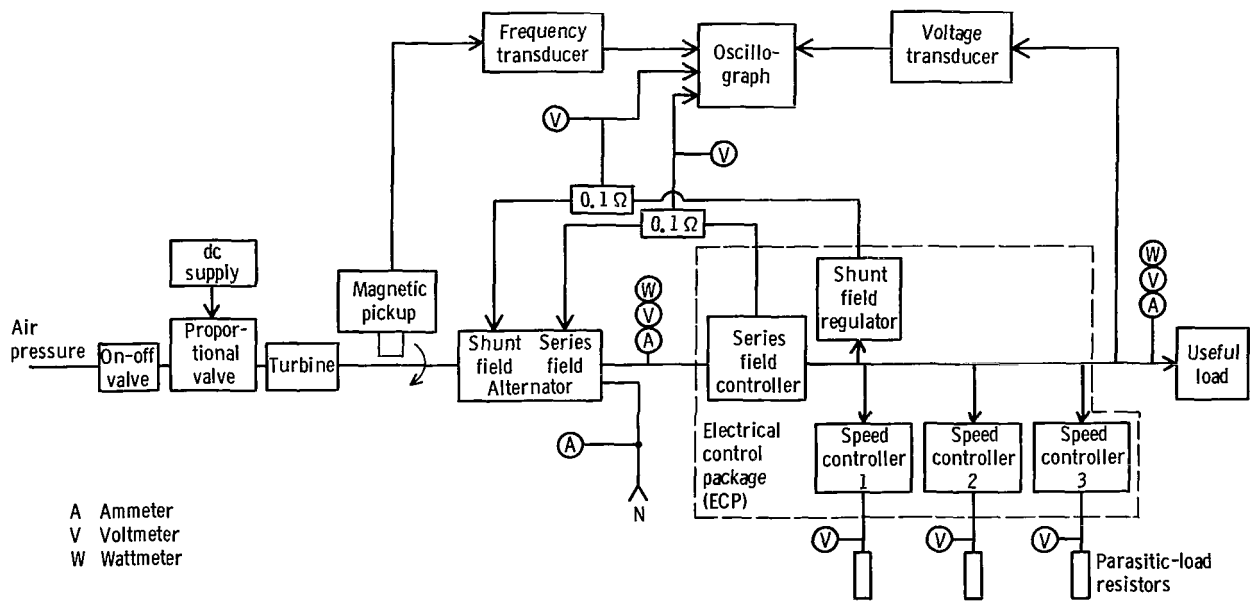 Frequency
transducer
Oscillo-
graph
Voltage
transducer
V
V
0.1 Ω
0.1 Ω
dc
supply
Magnetic
pickup
W
V
A
Shunt
field
regulator
W
V
A
Air
pressure
On-off
valve
Propor-
tional
valve
Turbine
Shunt
field
Series
field
Alternator
Series
field
controller
Useful
load
A
N
Electrical
control
package
(ECP)
Speed
controller
1
Speed
controller
2
Speed
controller
3
V
V
V
Parasitic-load
resistors
A Ammeter
V Voltmeter
W Wattmeter